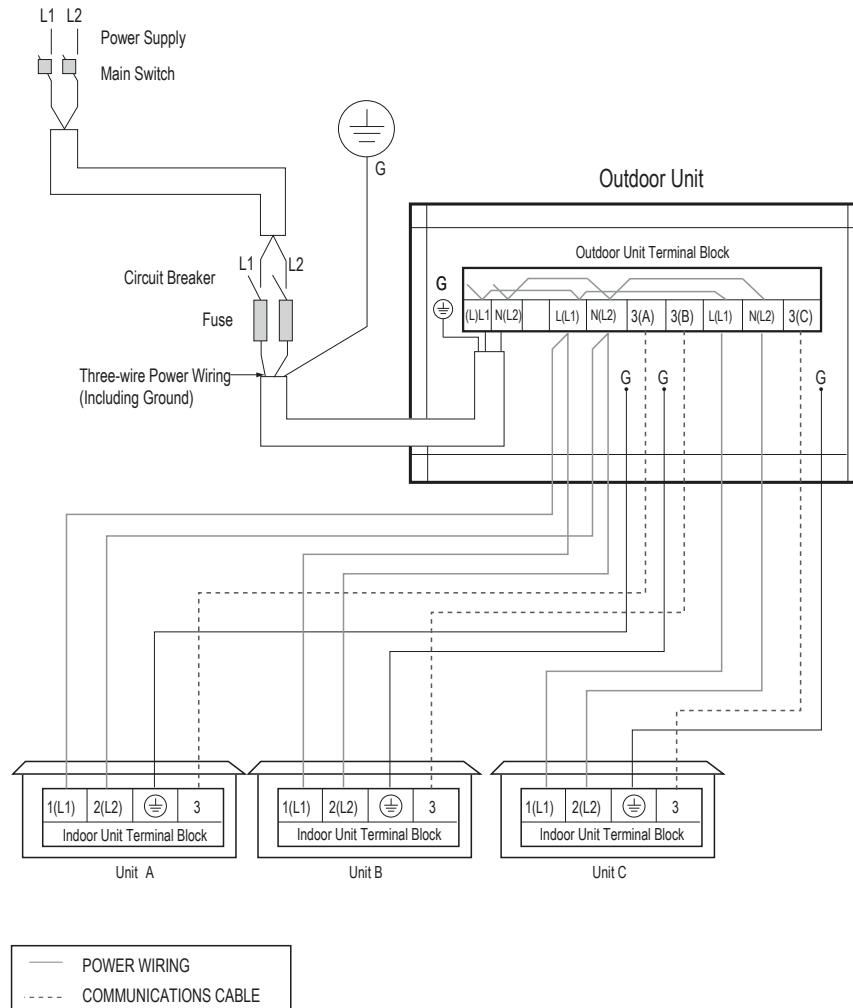 L1 L2
Power Supply
Main Switch
G
Outdoor Unit
Outdoor Unit Terminal Block
L1 L2
Circuit Breaker
Fuse
G
(L)L1 N(L2) L(L1) N(L2) 3(A) 3(B) L(L1) N(L2) 3(C)
Three-wire Power Wiring
(Including Ground)
G G G
1(L1) 2(L2) 3
Indoor Unit Terminal Block
Unit A
1(L1) 2(L2) 3
Indoor Unit Terminal Block
Unit B
1(L1) 2(L2) 3
Indoor Unit Terminal Block
Unit C
POWER WIRING
COMMUNICATIONS CABLE